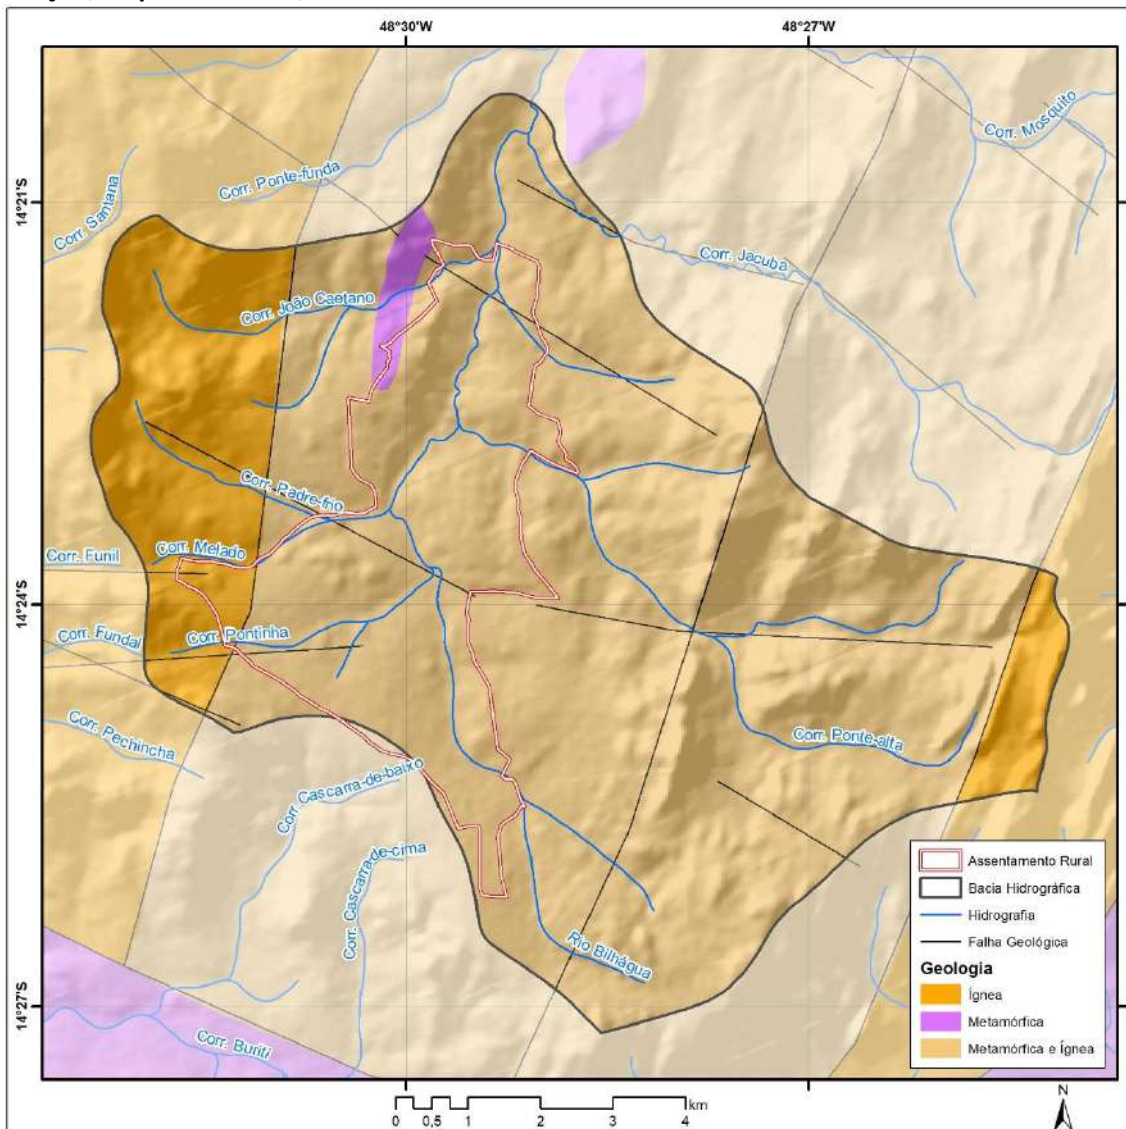 48°30'W
48°27'W
14°21'S
14°24'S
14°27'S
Corr. Mosquito
Corr. Ponte-funda
Corr. Santana
Corr. Jacuba
Corr. João Caetano
Corr. Padre-frio
Corr. Melado
Corr. Funil
Corr. Pontinha
Corr. Fundal
Corr. Pechincha
Corr. Ponte-alta
Corr. Cascarra-de-baixo
Corr. Cascarra-de-cima
Rio Bilhágua
Corr. Buriti
Assentamento Rural
Bacia Hidrográfica
Hidrografia
Falha Geológica
Geologia
Ígnea
Metamórfica
Metamórfica e Ígnea
N
0 0,5 1 2 3 4 km